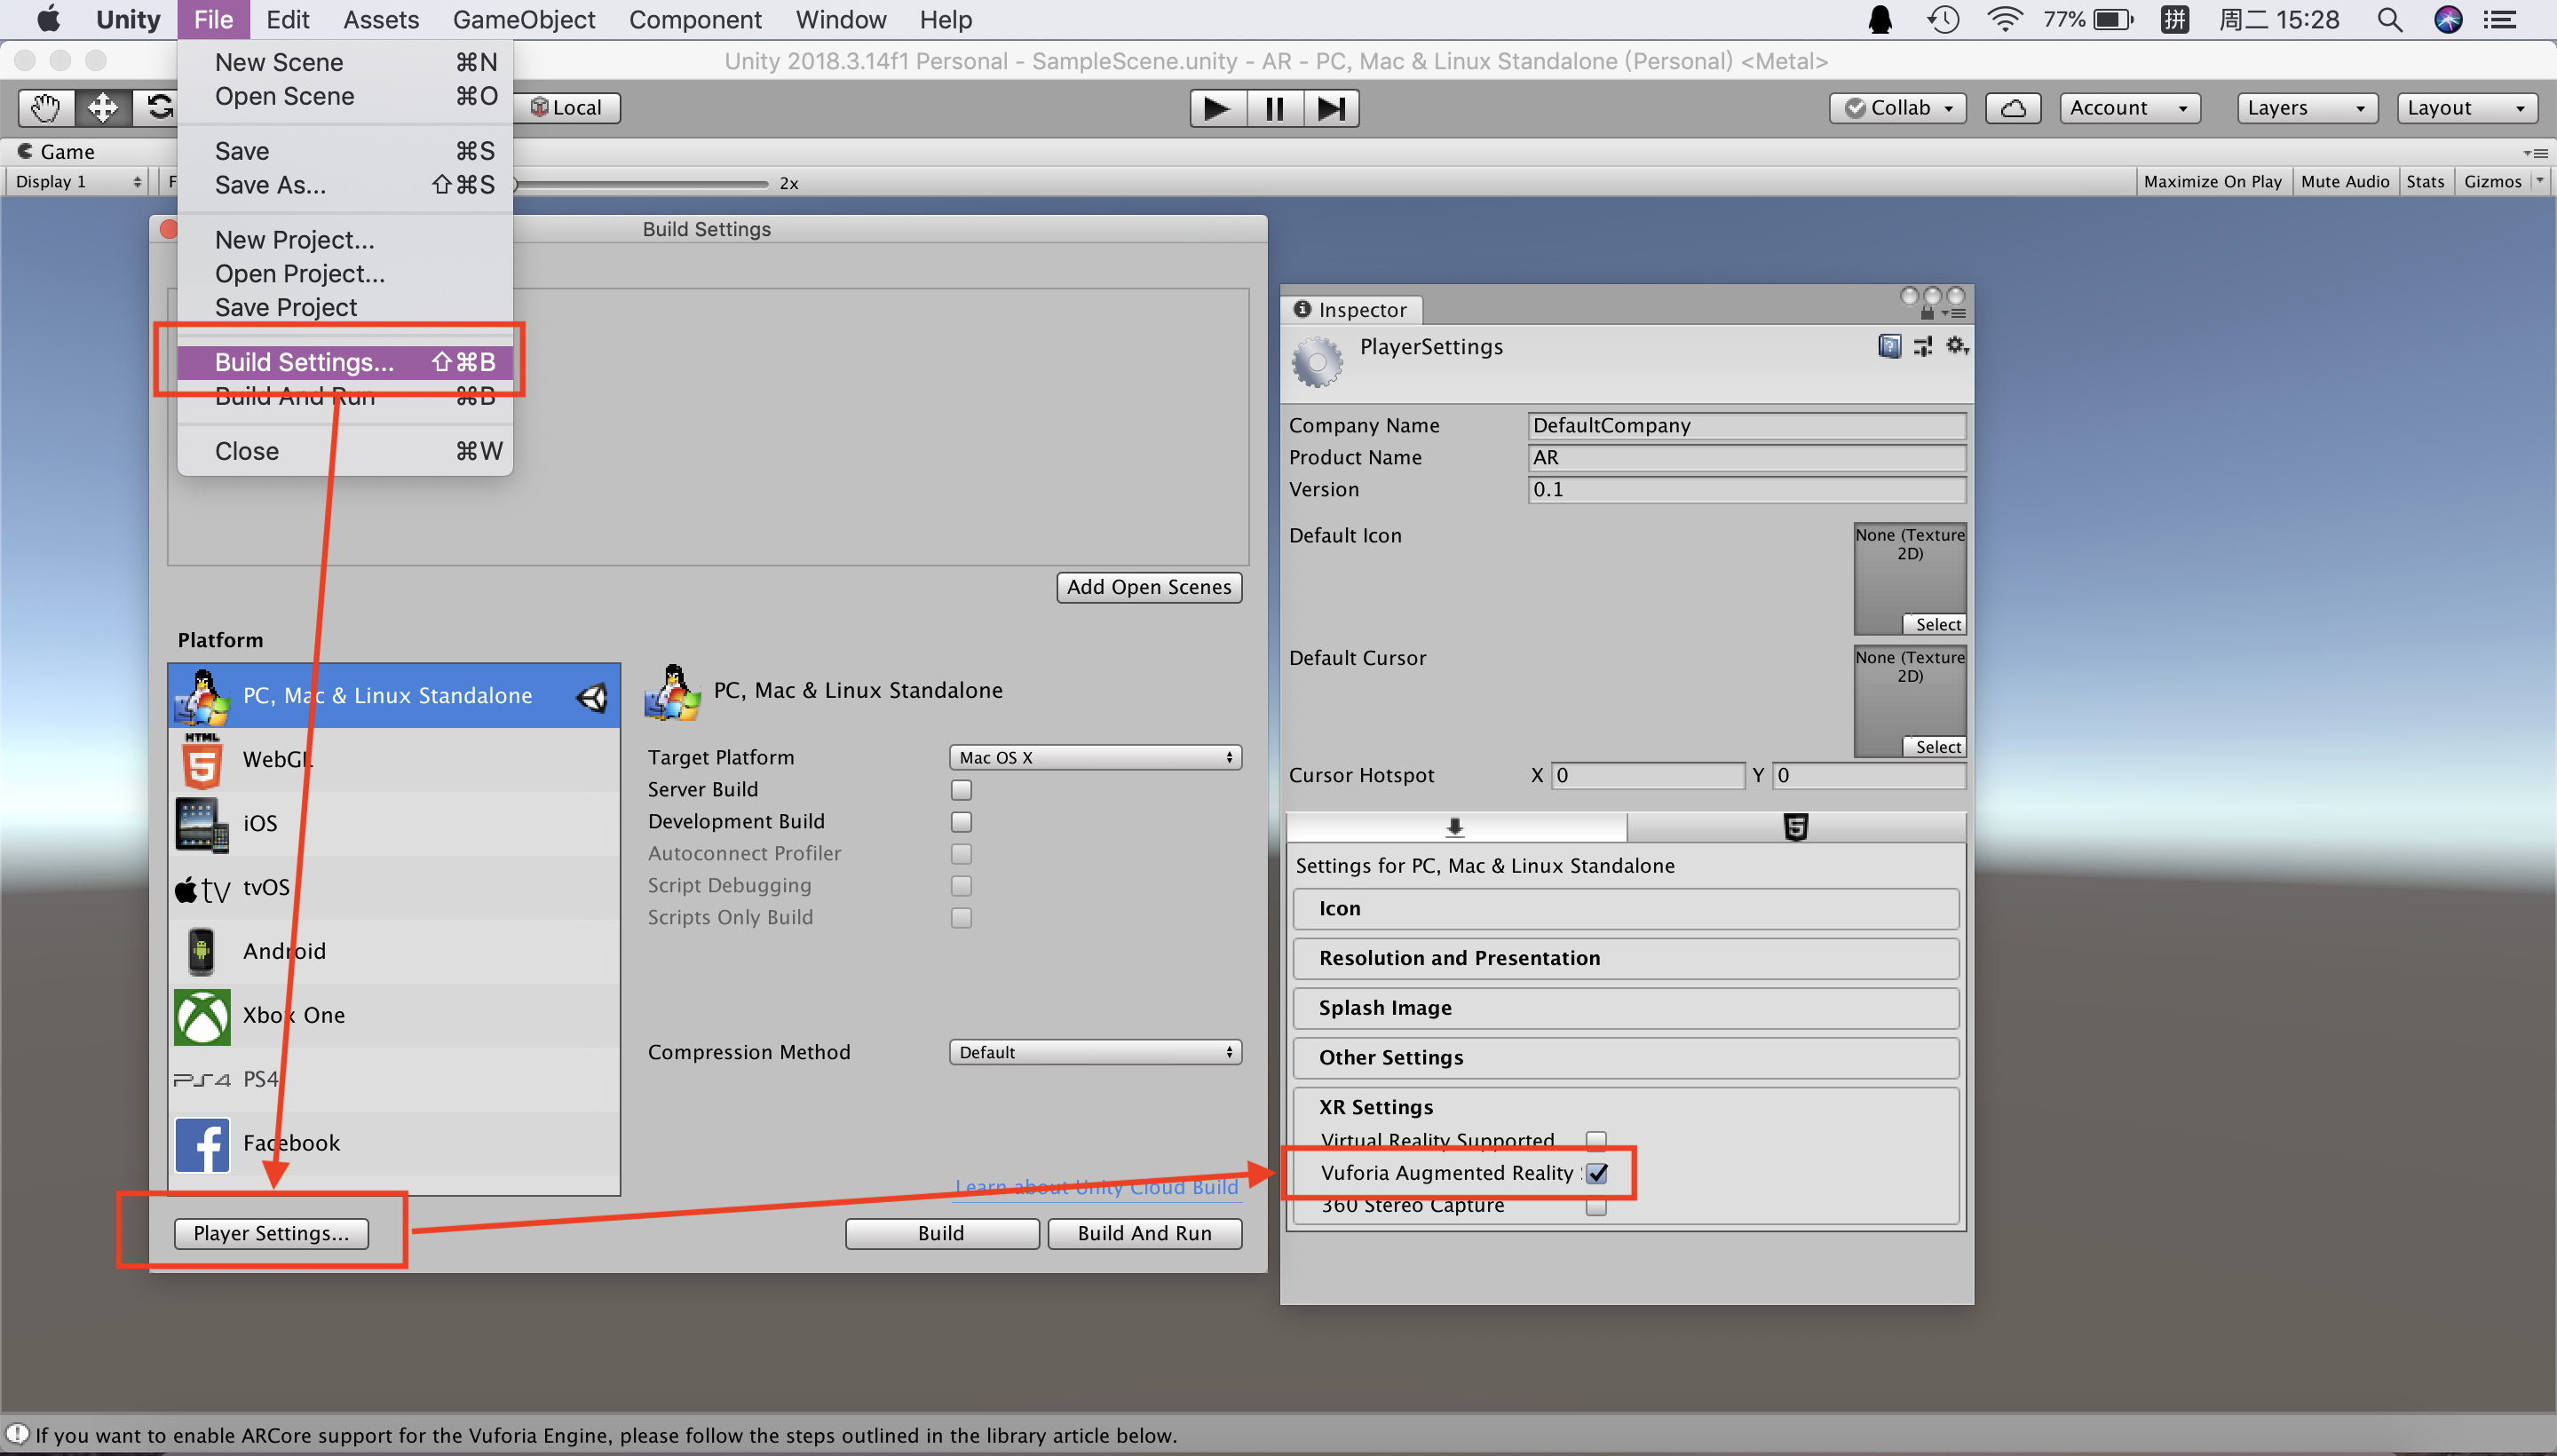 Unity File Edit Assets GameObject Component Window Help 77% 拼 周二 15:28
Unity 2018.3.14f1 Personal - SampleScene.unity - AR - PC, Mac & Linux Standalone (Personal) <Metal>
New Scene ⌘N
Open Scene ⌘O
Save ⌘S
Save As... ⇧⌘S
New Project...
Open Project...
Save Project
Build Settings... ⇧⌘B
Build And Run ⌘B
Close ⌘W
Local
Collab
Account
Layers
Layout
Game
Display 1
F
2x
Maximize On Play Mute Audio Stats Gizmos
Build Settings
Add Open Scenes
Platform
PC, Mac & Linux Standalone
HTML
5
WebGL
iOS
tv tvOS
Android
Xbox One
PS4 PS4
f Facebook
PC, Mac & Linux Standalone
Target Platform Mac OS X
Server Build
Development Build
Autoconnect Profiler
Script Debugging
Scripts Only Build
Compression Method Default
Learn about Unity Cloud Build
Player Settings...
Build
Build And Run
Inspector
PlayerSettings
Company Name DefaultCompany
Product Name AR
Version 0.1
Default Icon
None (Texture
2D)
Select
Default Cursor
None (Texture
2D)
Select
Cursor Hotspot X 0 Y 0
5
Settings for PC, Mac & Linux Standalone
Icon
Resolution and Presentation
Splash Image
Other Settings
XR Settings
Virtual Reality Supported
Vuforia Augmented Reality
360 Stereo Capture
If you want to enable ARCore support for the Vuforia Engine, please follow the steps outlined in the library article below.